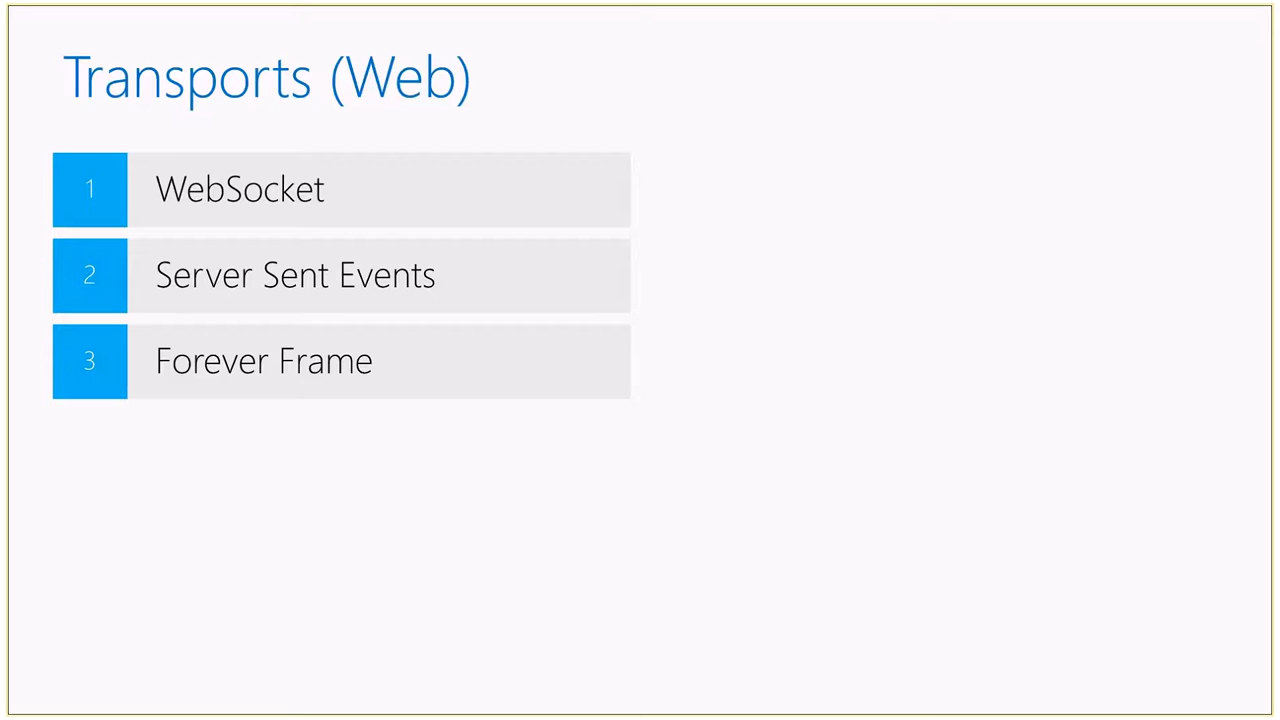 Transports (Web)
1 WebSocket
2 Server Sent Events
3 Forever Frame